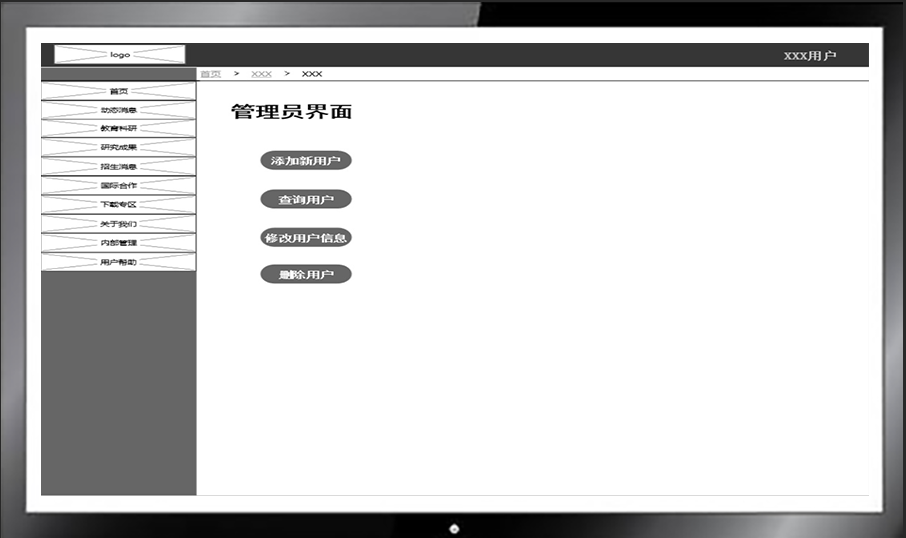 logo
XXX用户
首页 > XXX > XXX
首页
动态消息
教育科研
研究成果
招生消息
国际合作
下载专区
关于我们
内部管理
用户帮助
管理员界面
添加新用户
查询用户
修改用户信息
删除用户